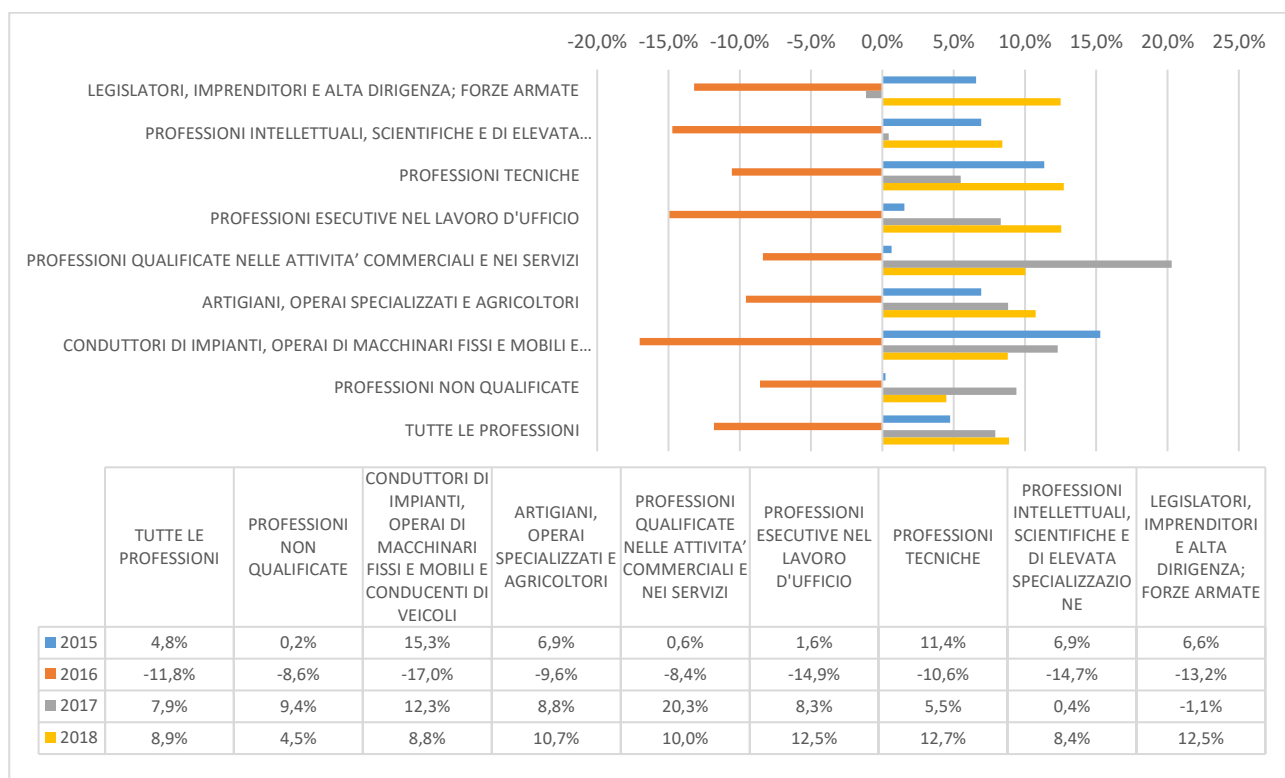 -20,0% -15,0% -10,0% -5,0% 0,0% 5,0% 10,0% 15,0% 20,0% 25,0%
LEGISLATORI, IMPRENDITORI E ALTA DIRIGENZA; FORZE ARMATE
PROFESSIONI INTELLETTUALI, SCIENTIFICHE E DI ELEVATA…
PROFESSIONI TECNICHE
PROFESSIONI ESECUTIVE NEL LAVORO D'UFFICIO
PROFESSIONI QUALIFICATE NELLE ATTIVITA’ COMMERCIALI E NEI SERVIZI
ARTIGIANI, OPERAI SPECIALIZZATI E AGRICOLTORI
CONDUTTORI DI IMPIANTI, OPERAI DI MACCHINARI FISSI E MOBILI E…
PROFESSIONI NON QUALIFICATE
TUTTE LE PROFESSIONI
TUTTE LE
PROFESSIONI
PROFESSIONI
NON
QUALIFICATE
CONDUTTORI DI
IMPIANTI,
OPERAI DI
MACCHINARI
FISSI E MOBILI E
CONDUCENTI DI
VEICOLI
ARTIGIANI,
OPERAI
SPECIALIZZATI E
AGRICOLTORI
PROFESSIONI
QUALIFICATE
NELLE ATTIVITA’
COMMERCIALI E
NEI SERVIZI
PROFESSIONI
ESECUTIVE NEL
LAVORO
D'UFFICIO
PROFESSIONI
TECNICHE
PROFESSIONI
INTELLETTUALI,
SCIENTIFICHE E
DI ELEVATA
SPECIALIZZAZIO
NE
LEGISLATORI,
IMPRENDITORI
E ALTA
DIRIGENZA;
FORZE ARMATE
2015 4,8% 0,2% 15,3% 6,9% 0,6% 1,6% 11,4% 6,9% 6,6%
2016 -11,8% -8,6% -17,0% -9,6% -8,4% -14,9% -10,6% -14,7% -13,2%
2017 7,9% 9,4% 12,3% 8,8% 20,3% 8,3% 5,5% 0,4% -1,1%
2018 8,9% 4,5% 8,8% 10,7% 10,0% 12,5% 12,7% 8,4% 12,5%